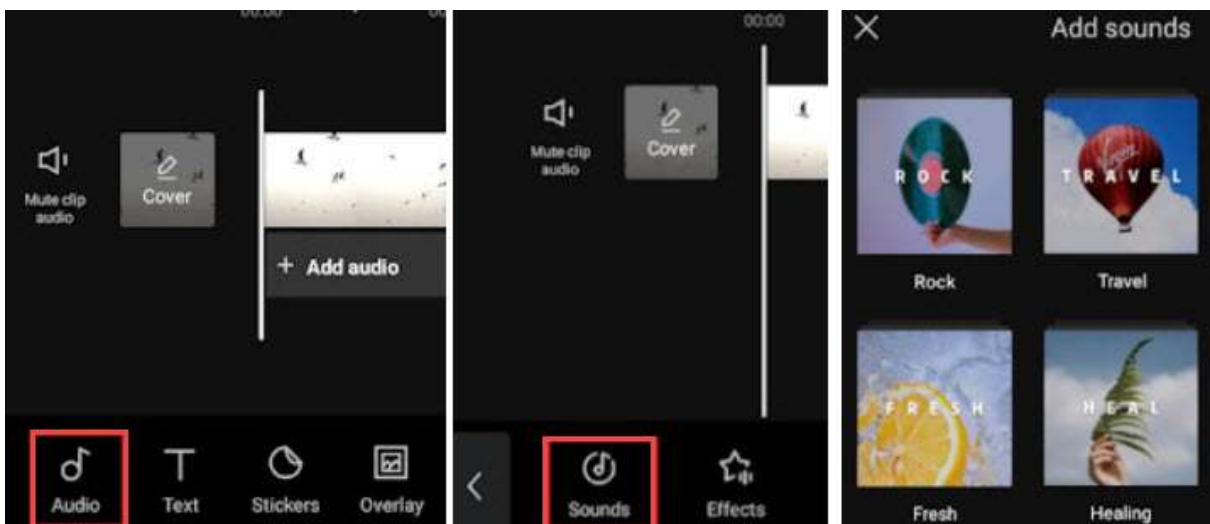 00:00
Mute clip
audio
Cover
+ Add audio
Audio
Text
Stickers
Overlay
00:00
Mute clip
audio
Cover
Sounds
Effects
Add sounds
ROCK
Rock
Virgin
TRAVEL
Travel
FRESH
Fresh
HEAL
Healing